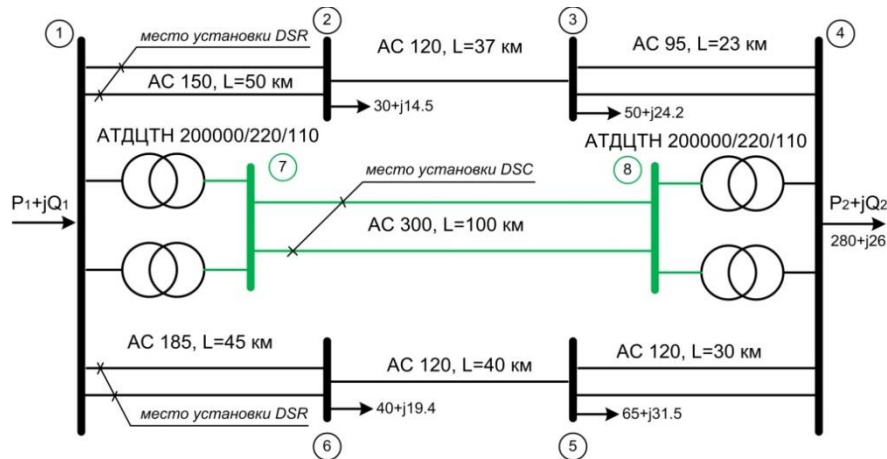 1
место установки DSR
2
АС 120, L=37 км
3
АС 95, L=23 км
4
АС 150, L=50 км
30+j14.5
50+j24.2
АТДЦТН 200000/220/110
7
место установки DSC
8
АТДЦТН 200000/220/110
P1+jQ1
АС 300, L=100 км
P2+jQ2
280+j26
АС 185, L=45 км
АС 120, L=40 км
АС 120, L=30 км
место установки DSR
40+j19.4
65+j31.5
6
5